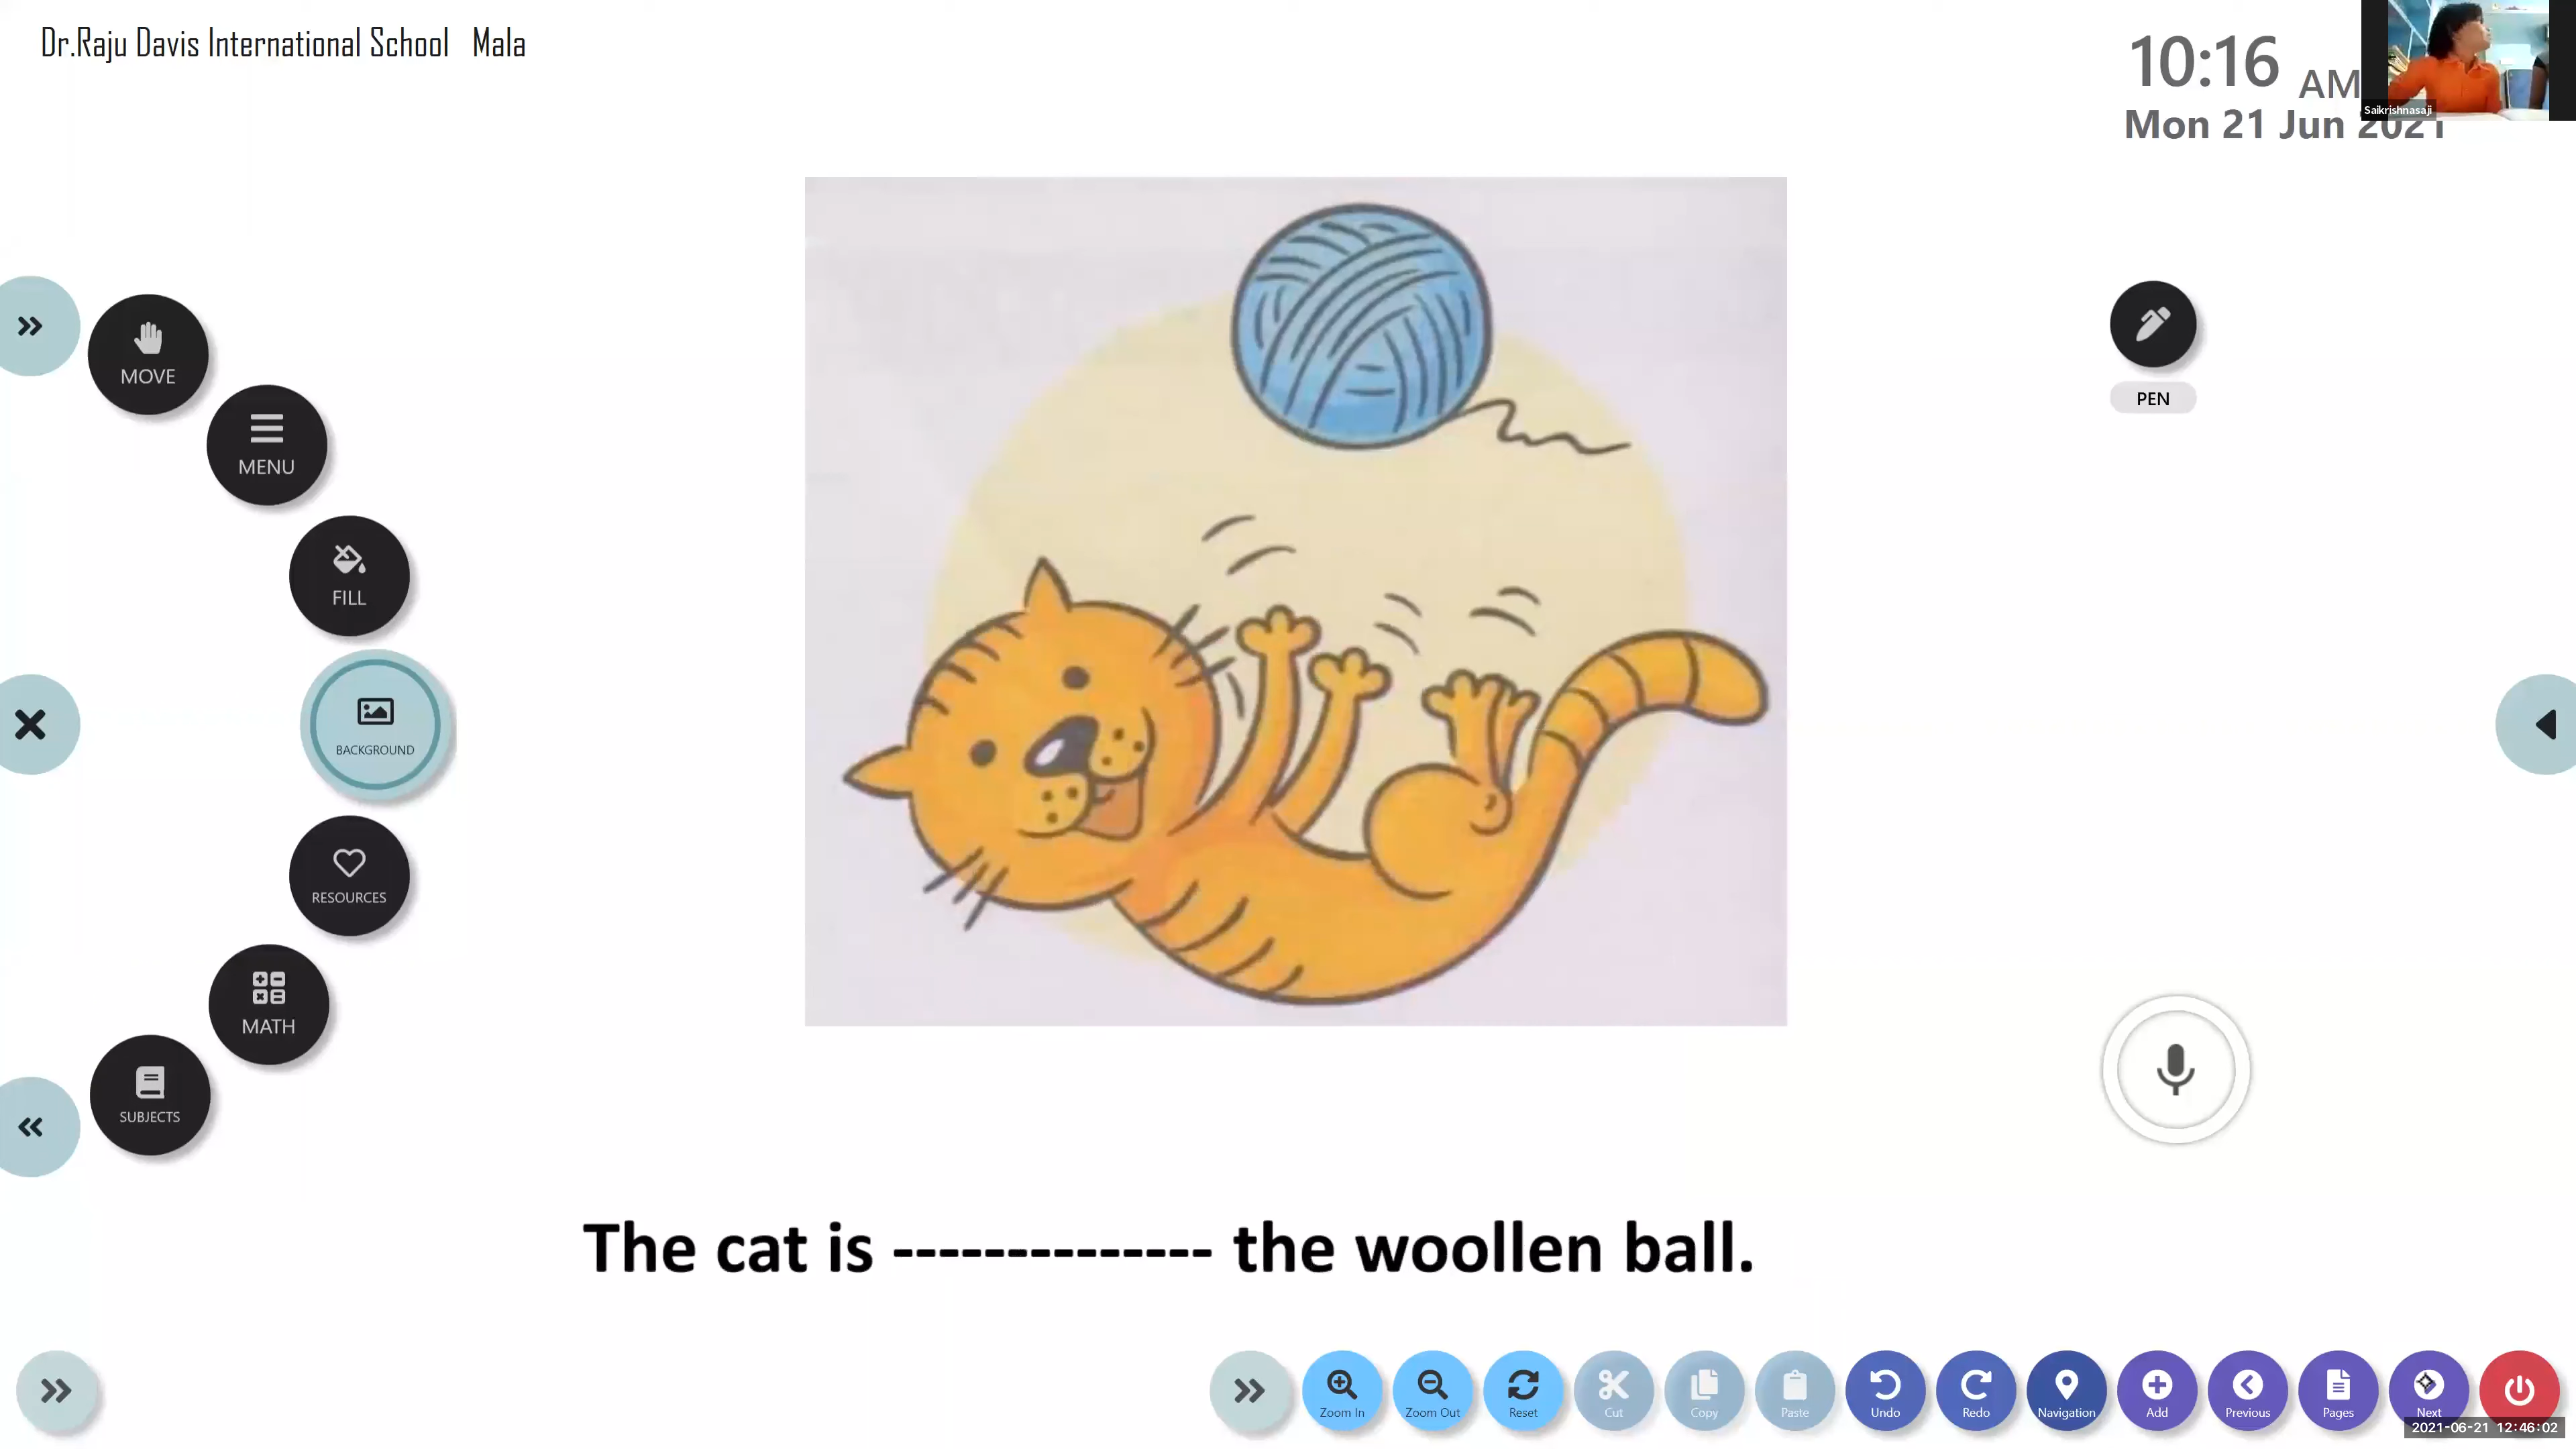 Dr.Raju Davis International School Mala
10:16 AM
Mon 21 Jun 2021
Saikrishnasaji
MOVE
MENU
FILL
BACKGROUND
RESOURCES
MATH
SUBJECTS
PEN
The cat is -------------- the woollen ball.
Zoom In
Zoom Out
Reset
Cut
Copy
Paste
Undo
Redo
Navigation
Add
Previous
Pages
Next
2021-06-21 12:46:02